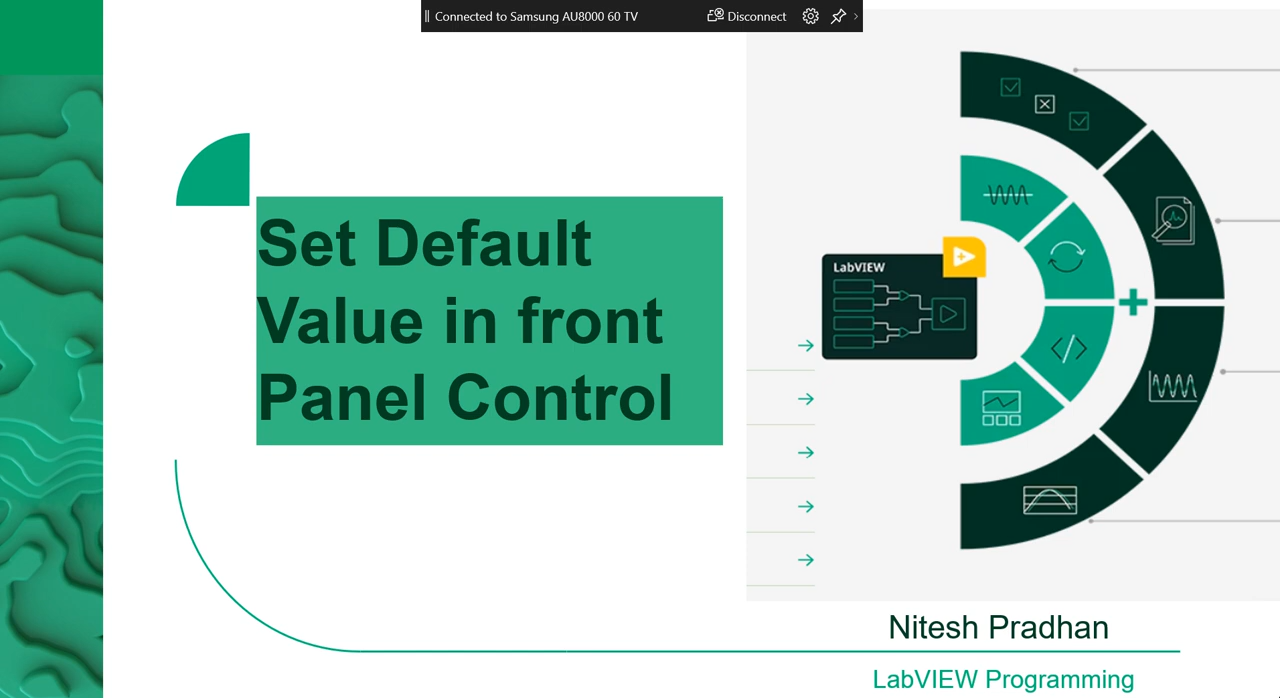 Connected to Samsung AU8000 60 TV
Disconnect
Set Default
Value in front
Panel Control
LabVIEW
Nitesh Pradhan
LabVIEW Programming